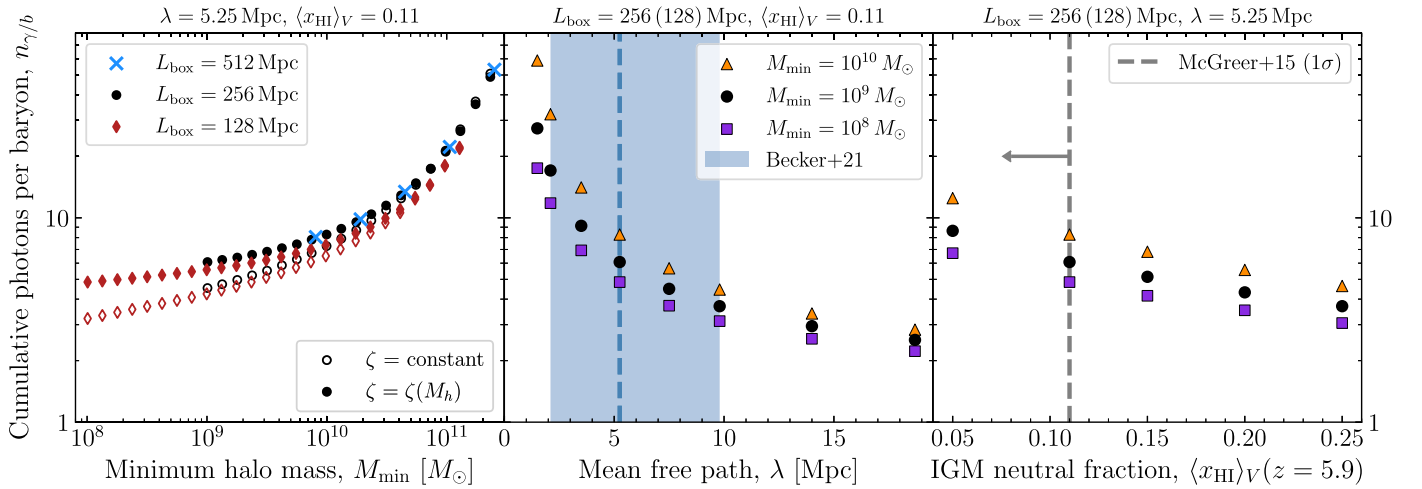 λ = 5.25 Mpc, ⟨x_HI⟩_V = 0.11
L_box = 256 (128) Mpc, ⟨x_HI⟩_V = 0.11
L_box = 256 (128) Mpc, λ = 5.25 Mpc
Cumulative photons per baryon, n_γ/b
L_box = 512 Mpc
L_box = 256 Mpc
L_box = 128 Mpc
ζ = constant
ζ = ζ(M_h)
10
1
10^8
10^9
10^10
10^11
Minimum halo mass, M_min [M_⊙]
M_min = 10^10 M_⊙
M_min = 10^9 M_⊙
M_min = 10^8 M_⊙
Becker+21
0
5
10
15
Mean free path, λ [Mpc]
McGreer+15 (1σ)
10
1
0.05
0.10
0.15
0.20
0.25
IGM neutral fraction, ⟨x_HI⟩_V(z = 5.9)